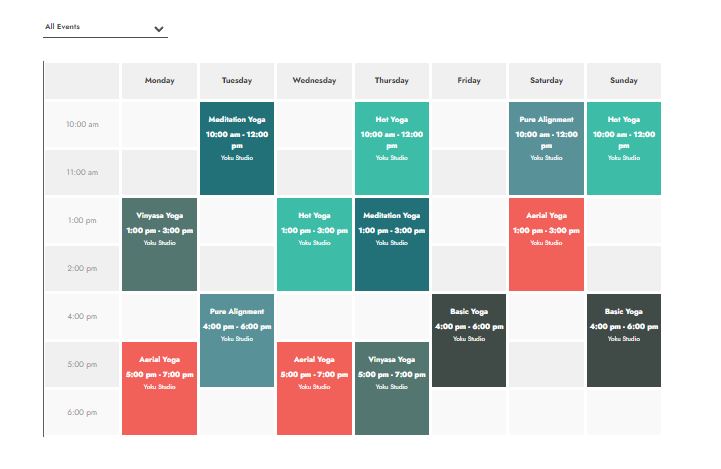 All Events
Monday Tuesday Wednesday Thursday Friday Saturday Sunday
10:00 am
11:00 am
1:00 pm
2:00 pm
4:00 pm
5:00 pm
6:00 pm
Vinyasa Yoga
1:00 pm - 3:00 pm
Yoku Studio
Aerial Yoga
5:00 pm - 7:00 pm
Yoku Studio
Meditation Yoga
10:00 am - 12:00
pm
Yoku Studio
Pure Alignment
4:00 pm - 6:00 pm
Yoku Studio
Hot Yoga
1:00 pm - 3:00 pm
Yoku Studio
Aerial Yoga
5:00 pm - 7:00 pm
Yoku Studio
Hot Yoga
10:00 am - 12:00
pm
Yoku Studio
Meditation Yoga
1:00 pm - 3:00 pm
Yoku Studio
Vinyasa Yoga
5:00 pm - 7:00 pm
Yoku Studio
Basic Yoga
4:00 pm - 6:00 pm
Yoku Studio
Pure Alignment
10:00 am - 12:00
pm
Yoku Studio
Aerial Yoga
1:00 pm - 3:00 pm
Yoku Studio
Hot Yoga
10:00 am - 12:00
pm
Yoku Studio
Basic Yoga
4:00 pm - 6:00 pm
Yoku Studio